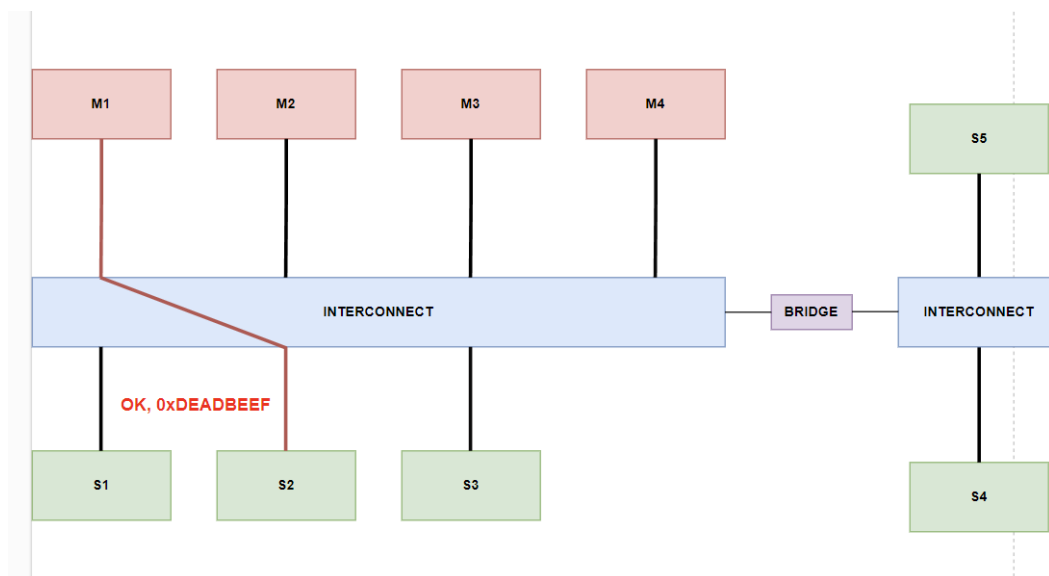 M1
M2
M3
M4
S5
INTERCONNECT
BRIDGE
INTERCONNECT
OK, 0xDEADBEEF
S1
S2
S3
S4